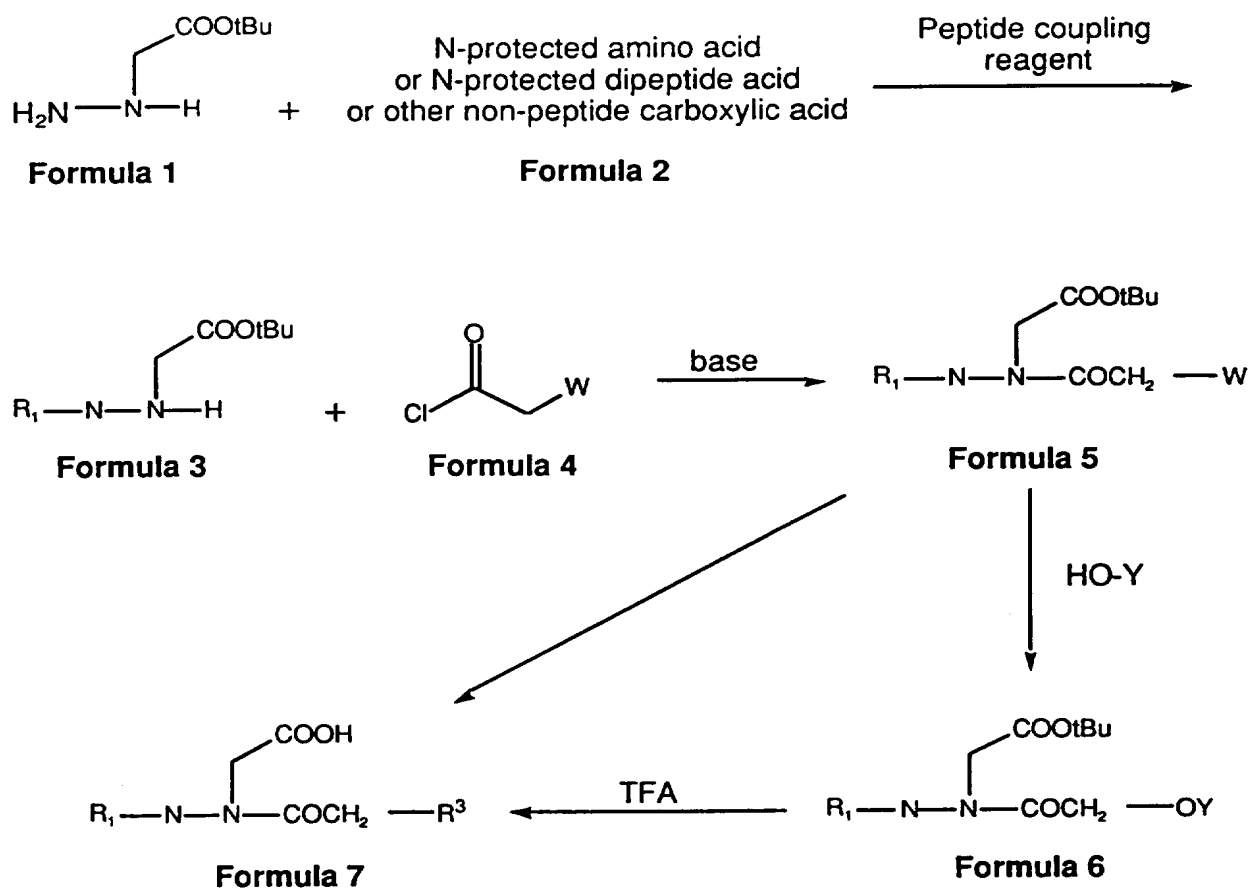 COOtBu
H₂N—N—H
+
N-protected amino acid
or N-protected dipeptide acid
or other non-peptide carboxylic acid
Peptide coupling
reagent
Formula 1
Formula 2
COOtBu
R₁—N—N—H
+
O
Cl
W
base
COOtBu
R₁—N—N—COCH₂—W
Formula 3
Formula 4
Formula 5
HO-Y
COOH
R₁—N—N—COCH₂—R³
TFA
COOtBu
R₁—N—N—COCH₂—OY
Formula 7
Formula 6